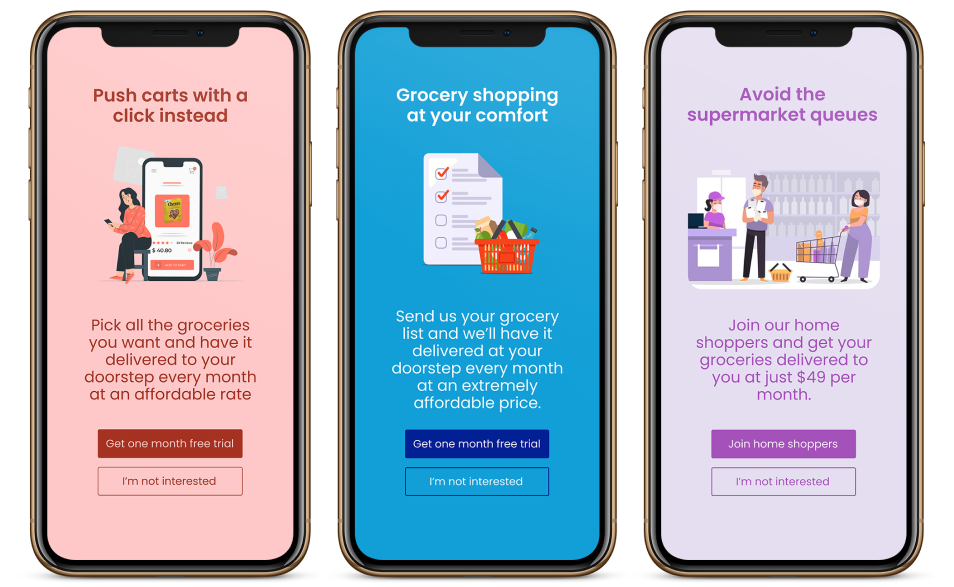 Push carts with a
click instead
$ 40.80
Pick all the groceries
you want and have it
delivered to your
doorstep every month
at an affordable rate
Get one month free trial
I'm not interested
Grocery shopping
at your comfort
Send us your grocery
list and we'll have it
delivered at your
doorstep every month
at an extremely
affordable price.
Get one month free trial
I'm not interested
Avoid the
supermarket queues
Join our home
shoppers and get your
groceries delivered to
you at just $49 per
month.
Join home shoppers
I'm not interested